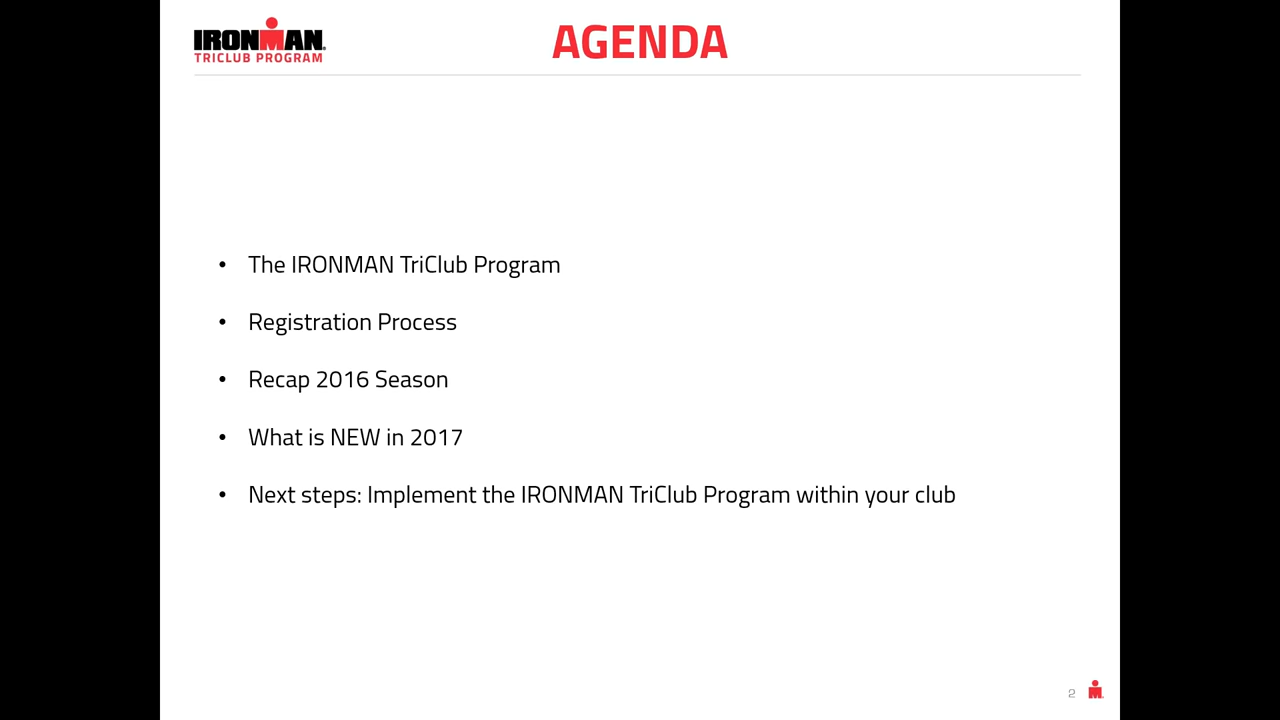 IRONMAN
TRICLUB PROGRAM
AGENDA
• The IRONMAN TriClub Program
• Registration Process
• Recap 2016 Season
• What is NEW in 2017
• Next steps: Implement the IRONMAN TriClub Program within your club
2